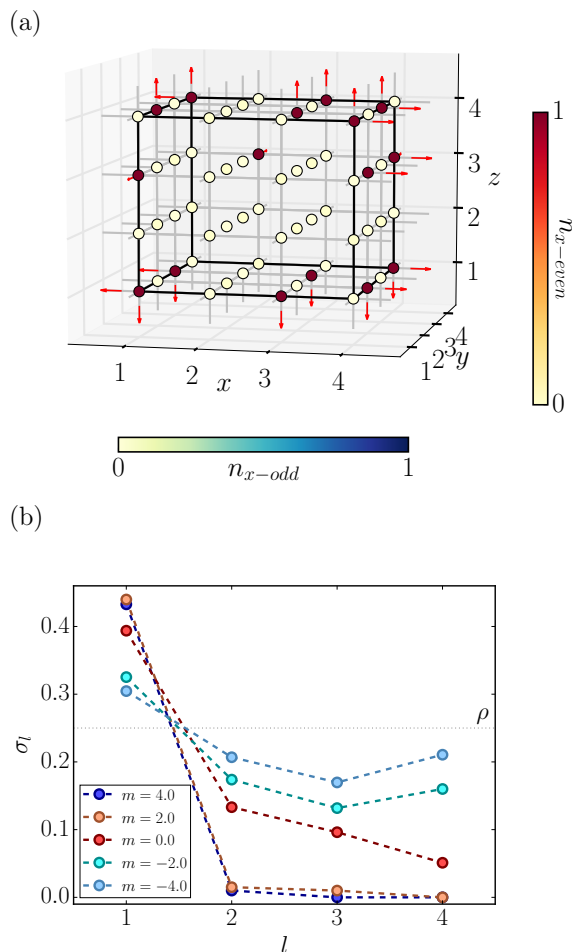 (a)
4
3
z
2
1
1
2
3
4
x
1
2
3
4
y
1
n_{x-even}
0
0
n_{x-odd}
1
(b)
0.4
0.3
0.2
0.1
0.0
σ_l
ρ
m = 4.0
m = 2.0
m = 0.0
m = −2.0
m = −4.0
1
2
3
4
l